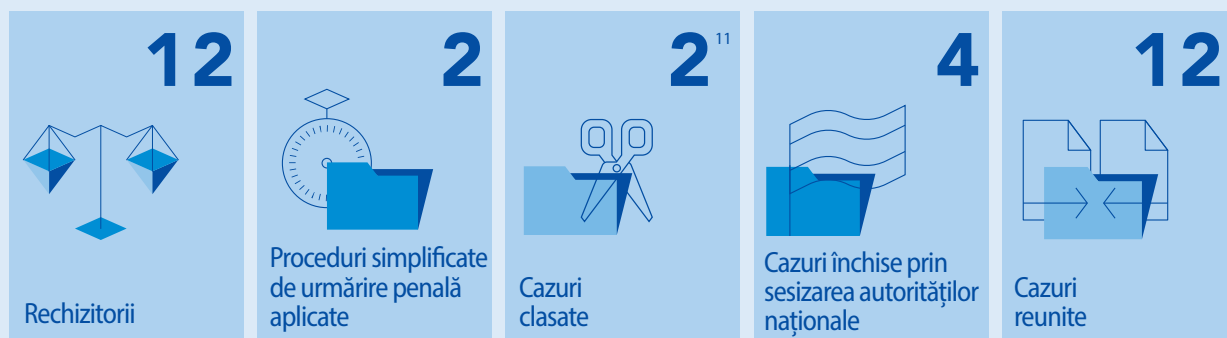 12
Rechizitorii
2
Proceduri simplificate
de urmărire penală
aplicate
2 11
Cazuri
clasate
4
Cazuri închise prin
sesizarea autorităților
naționale
12
Cazuri
reunite